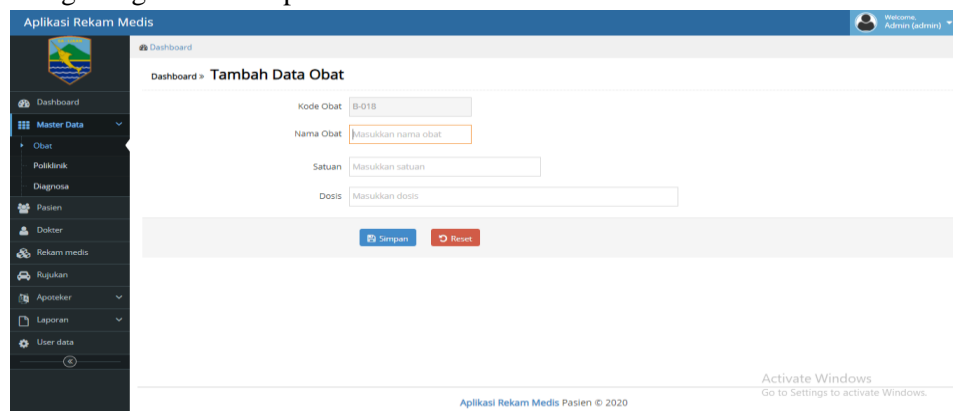 Aplikasi Rekam Medis
Welcome,
Admin (admin)
Dashboard
Dashboard » Tambah Data Obat
Dashboard
Master Data
Obat
Poliklinik
Diagnosa
Pasien
Dokter
Rekam medis
Rujukan
Apoteker
Laporan
User data
Kode Obat B-018
Nama Obat Masukkan nama obat
Satuan Masukkan satuan
Dosis Masukkan dosis
Simpan Reset
Activate Windows
Go to Settings to activate Windows.
Aplikasi Rekam Medis Pasien © 2020